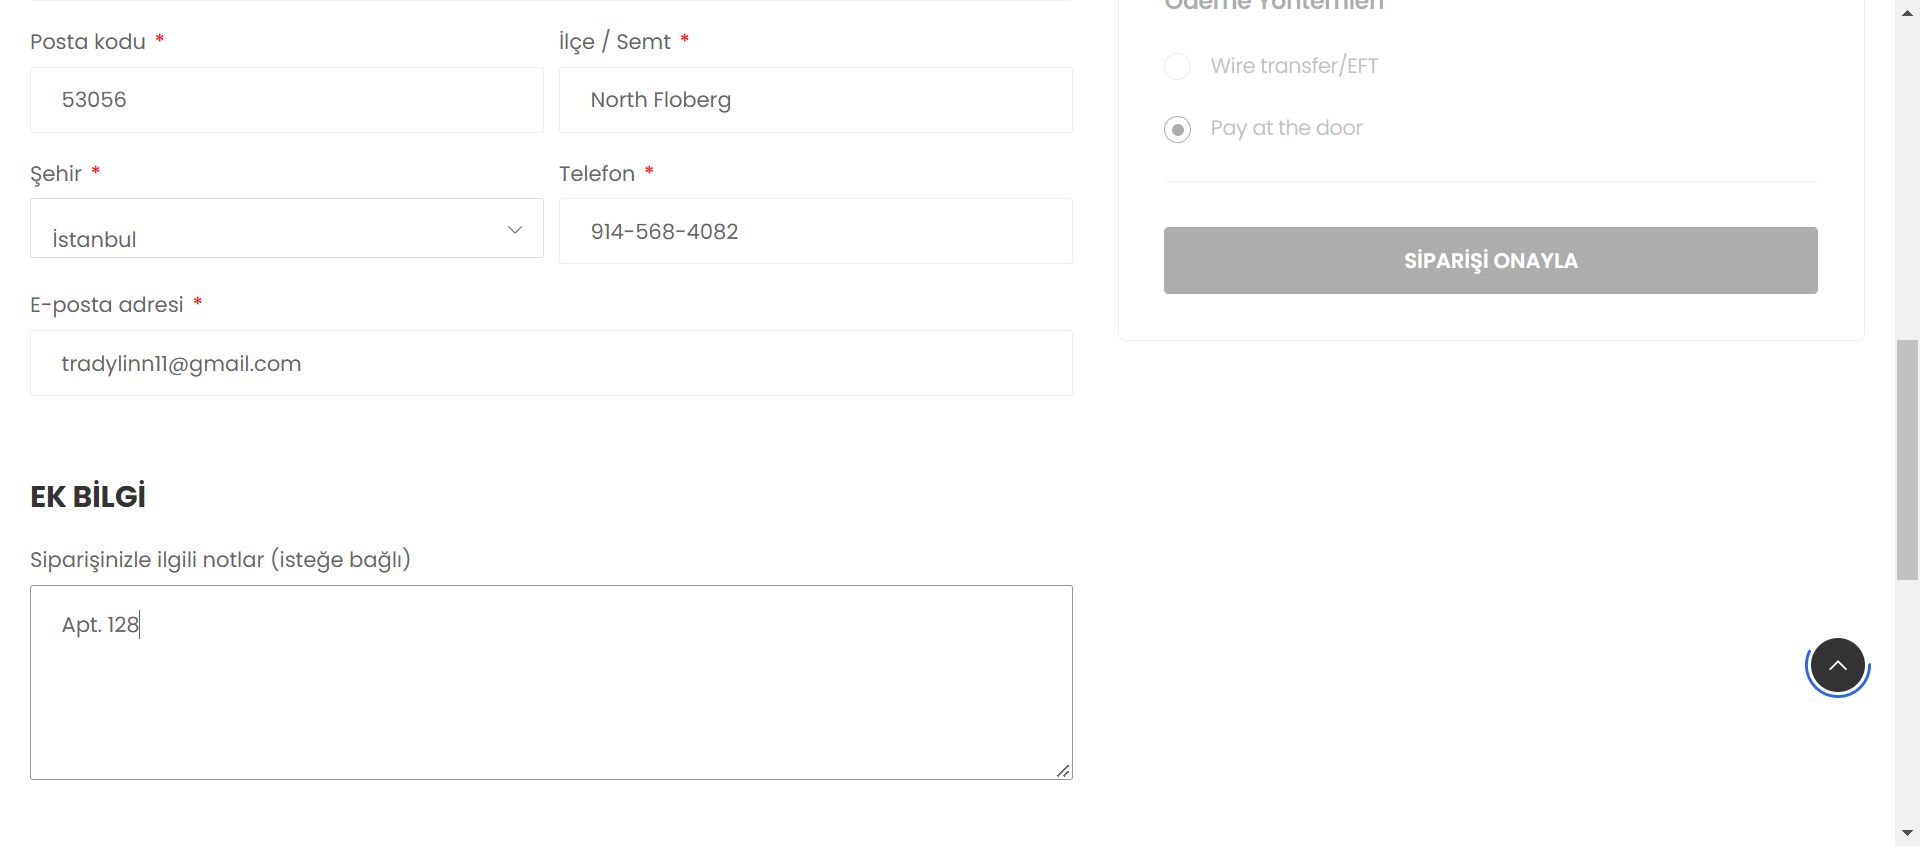 Posta kodu *
53056
İlçe / Semt *
North Floberg
Şehir *
İstanbul
Telefon *
914-568-4082
E-posta adresi *
tradylinn11@gmail.com
EK BİLGİ
Siparişinizle ilgili notlar (isteğe bağlı)
Apt. 128
Ödeme Yöntemleri
Wire transfer/EFT
Pay at the door
SİPARİŞİ ONAYLA